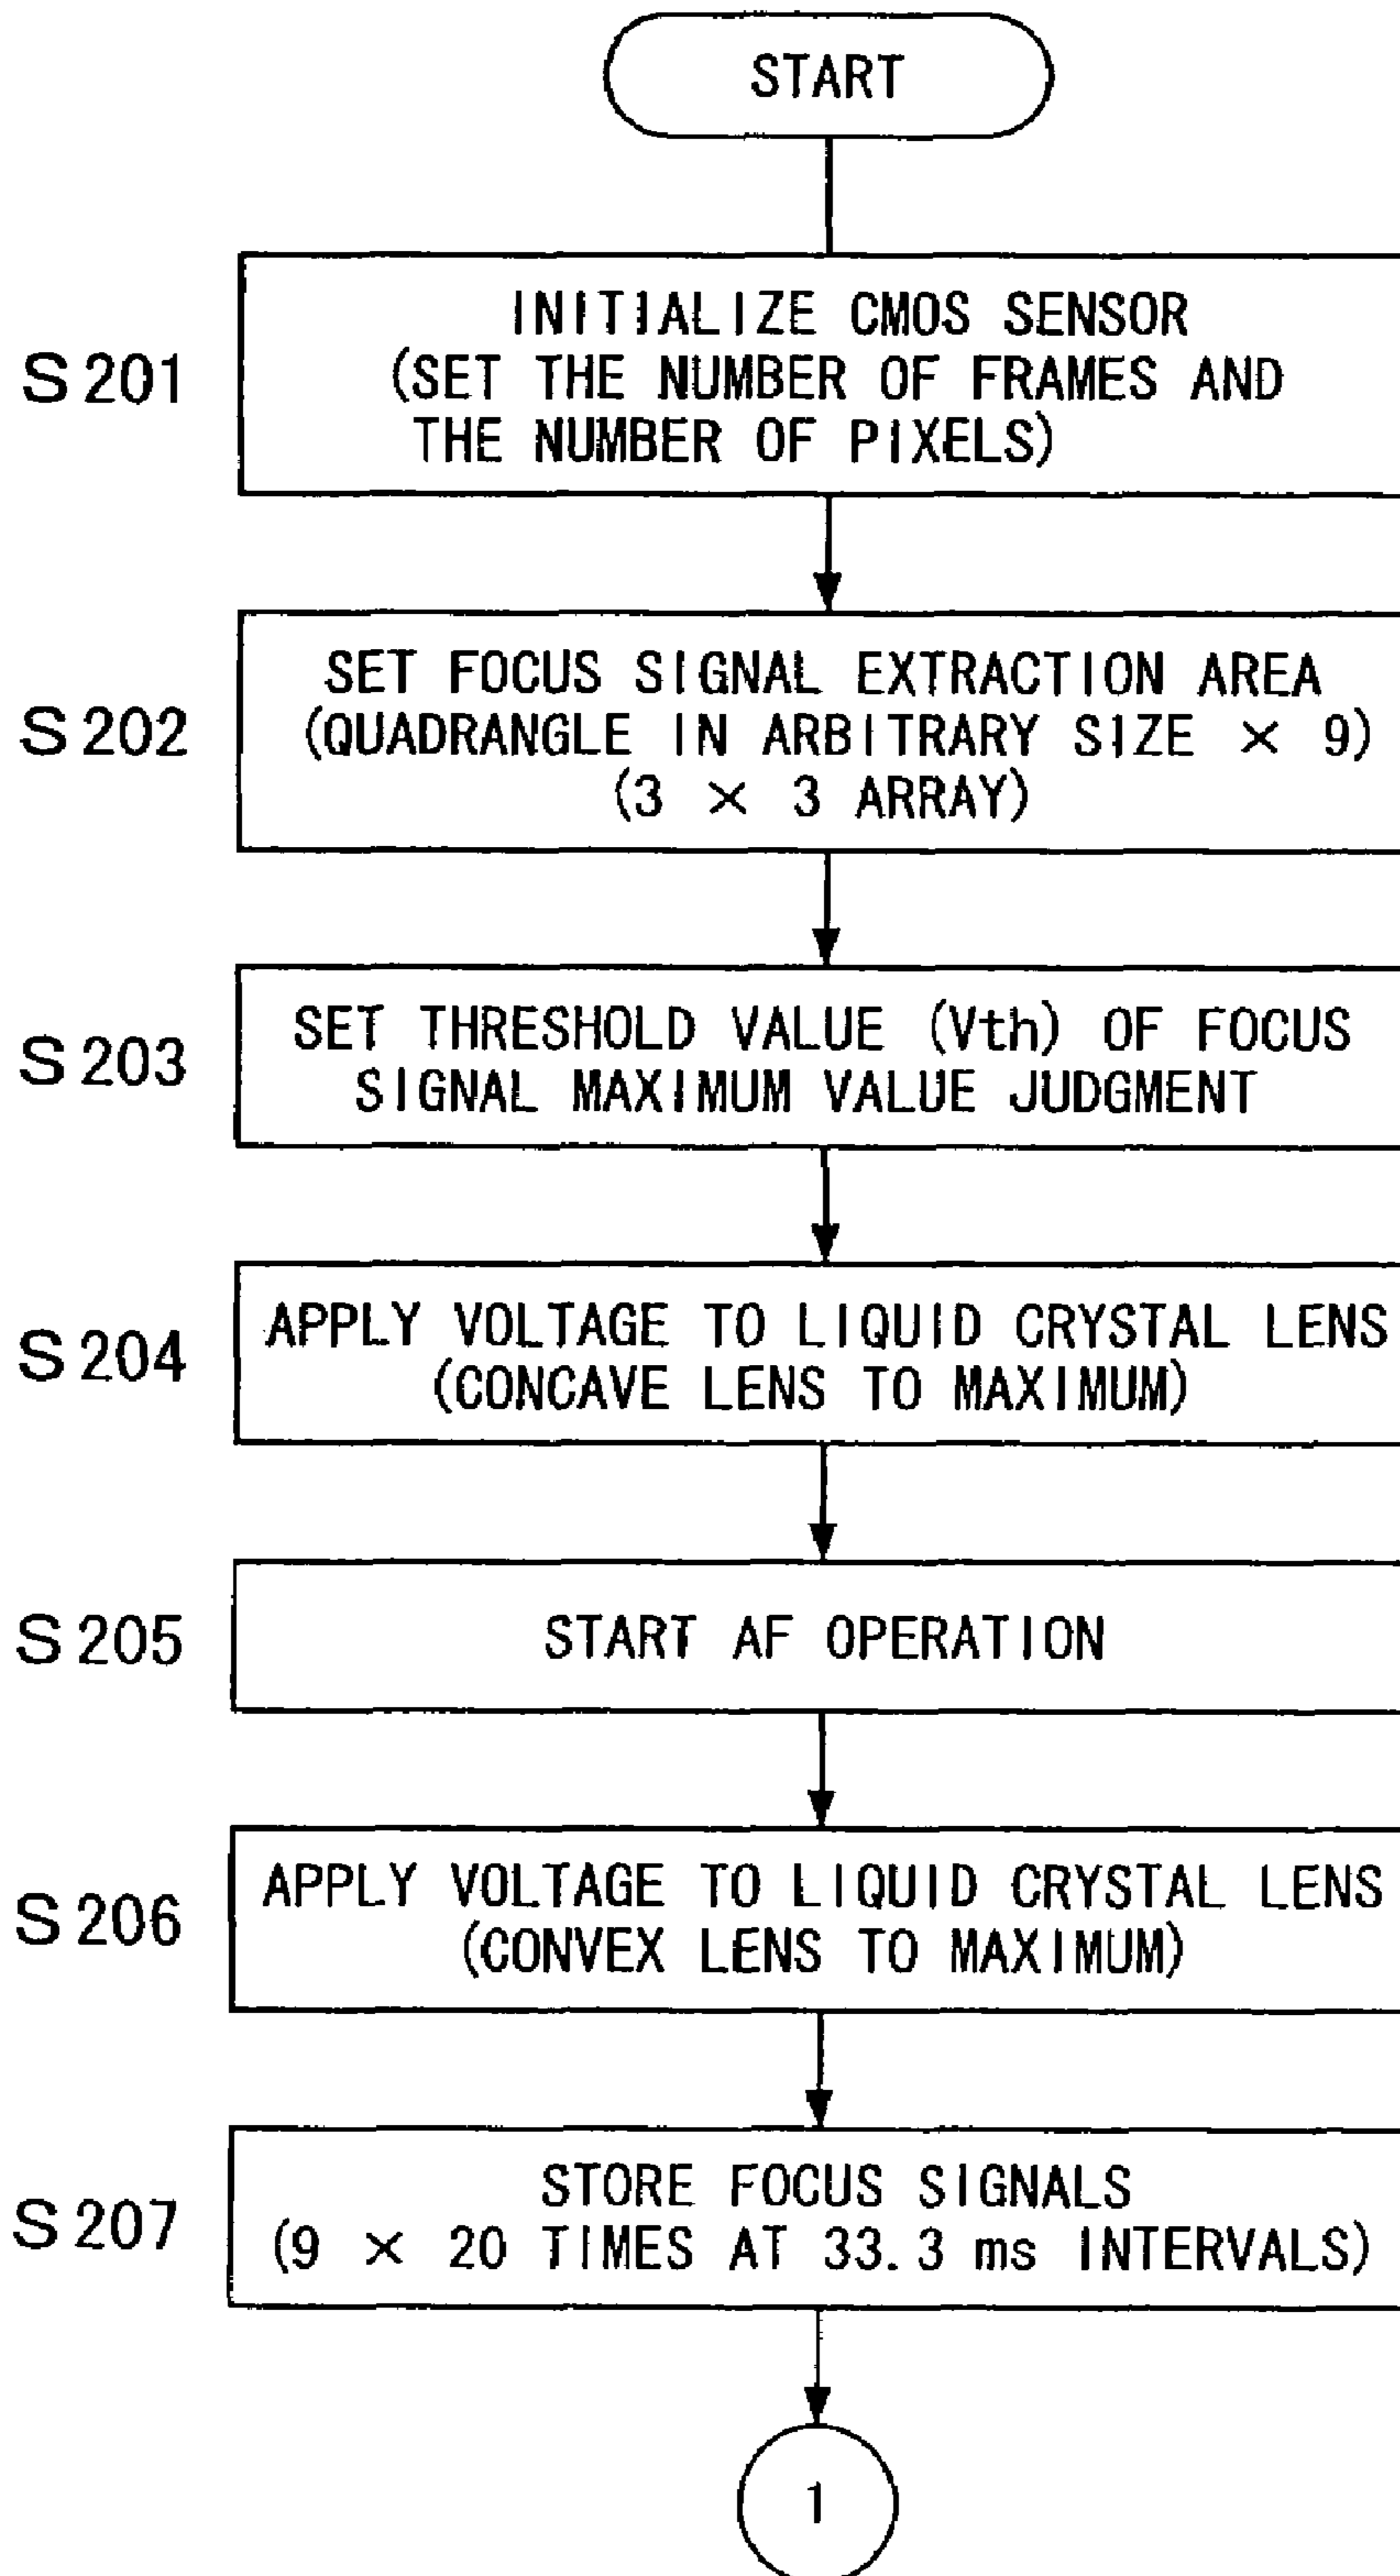 START
S201
INITIALIZE CMOS SENSOR
(SET THE NUMBER OF FRAMES AND
THE NUMBER OF PIXELS)
S202
SET FOCUS SIGNAL EXTRACTION AREA
(QUADRANGLE IN ARBITRARY SIZE × 9)
(3 × 3 ARRAY)
S203
SET THRESHOLD VALUE (Vth) OF FOCUS
SIGNAL MAXIMUM VALUE JUDGMENT
S204
APPLY VOLTAGE TO LIQUID CRYSTAL LENS
(CONCAVE LENS TO MAXIMUM)
S205
START AF OPERATION
S206
APPLY VOLTAGE TO LIQUID CRYSTAL LENS
(CONVEX LENS TO MAXIMUM)
S207
STORE FOCUS SIGNALS
(9 × 20 TIMES AT 33.3 ms INTERVALS)
1